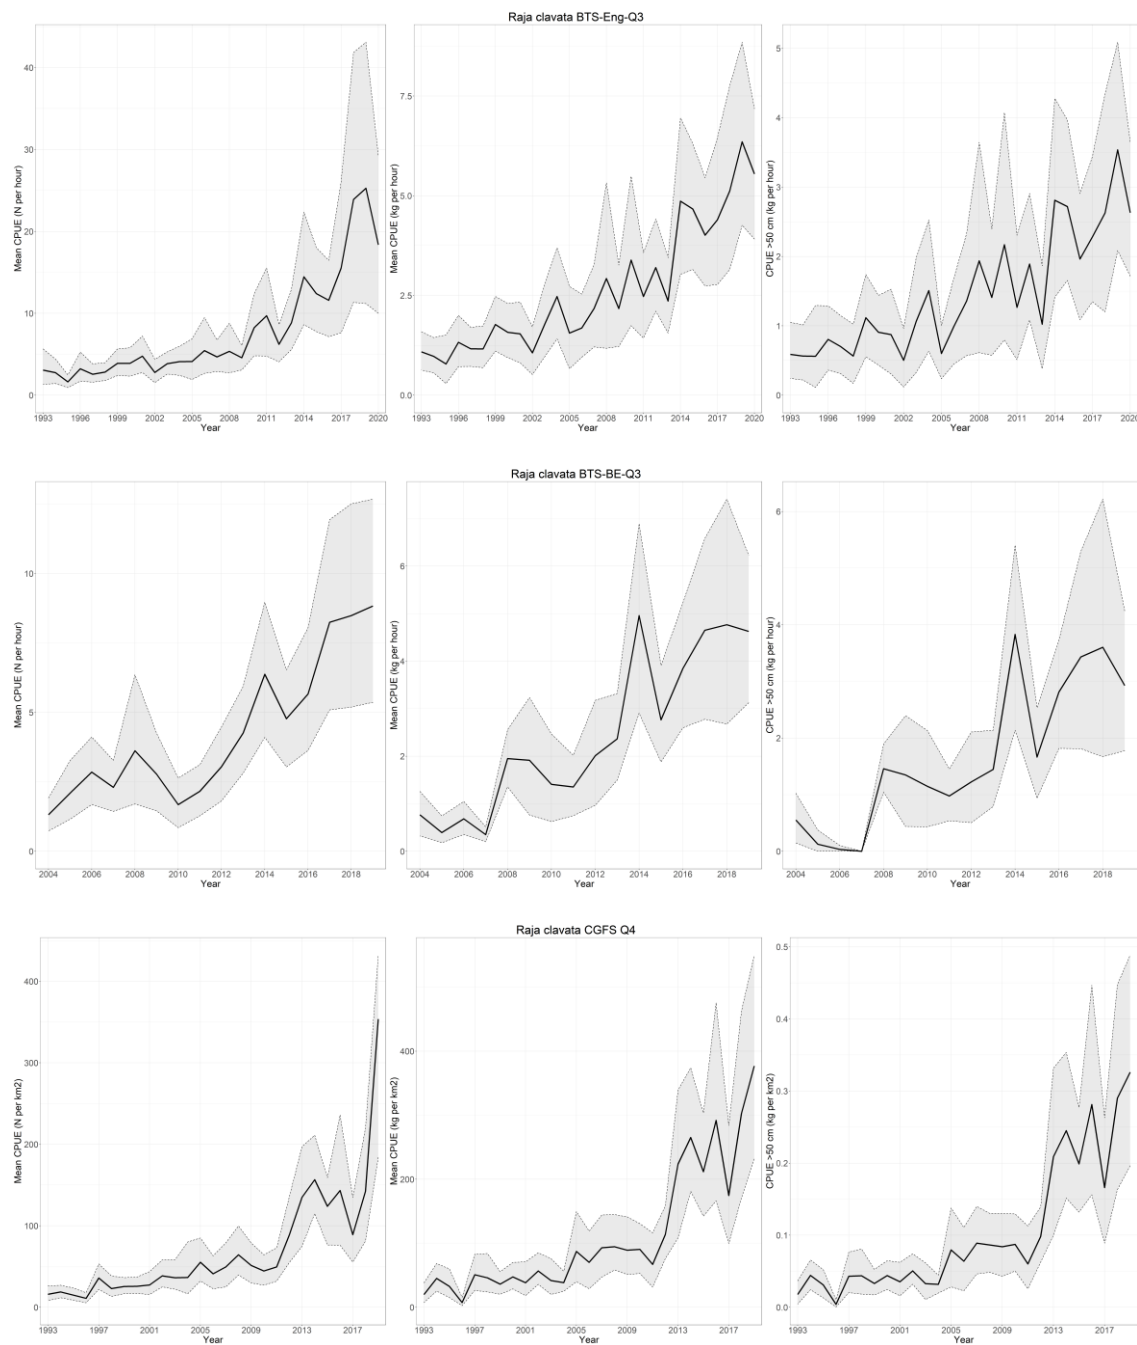 Raja clavata BTS-Eng-Q3
Mean CPUE (N per hour)
40
30
20
10
0
1993 1996 1999 2002 2005 2008 2011 2014 2017 2020
Year
Mean CPUE (kg per hour)
7.5
5.0
2.5
0.0
1993 1996 1999 2002 2005 2008 2011 2014 2017 2020
Year
CPUE >50 cm (kg per hour)
5
4
3
2
1
0
1993 1996 1999 2002 2005 2008 2011 2014 2017 2020
Year
Raja clavata BTS-BE-Q3
Mean CPUE (N per hour)
10
5
0
2004 2006 2008 2010 2012 2014 2016 2018
Year
Mean CPUE (kg per hour)
6
4
2
0
2004 2006 2008 2010 2012 2014 2016 2018
Year
CPUE >50 cm (kg per hour)
6
4
2
0
2004 2006 2008 2010 2012 2014 2016 2018
Year
Raja clavata CGFS Q4
Mean CPUE (N per km2)
400
300
200
100
0
1993 1997 2001 2005 2009 2013 2017
Year
Mean CPUE (kg per km2)
400
200
0
1993 1997 2001 2005 2009 2013 2017
Year
CPUE >50 cm (kg per km2)
0.5
0.4
0.3
0.2
0.1
0.0
1993 1997 2001 2005 2009 2013 2017
Year